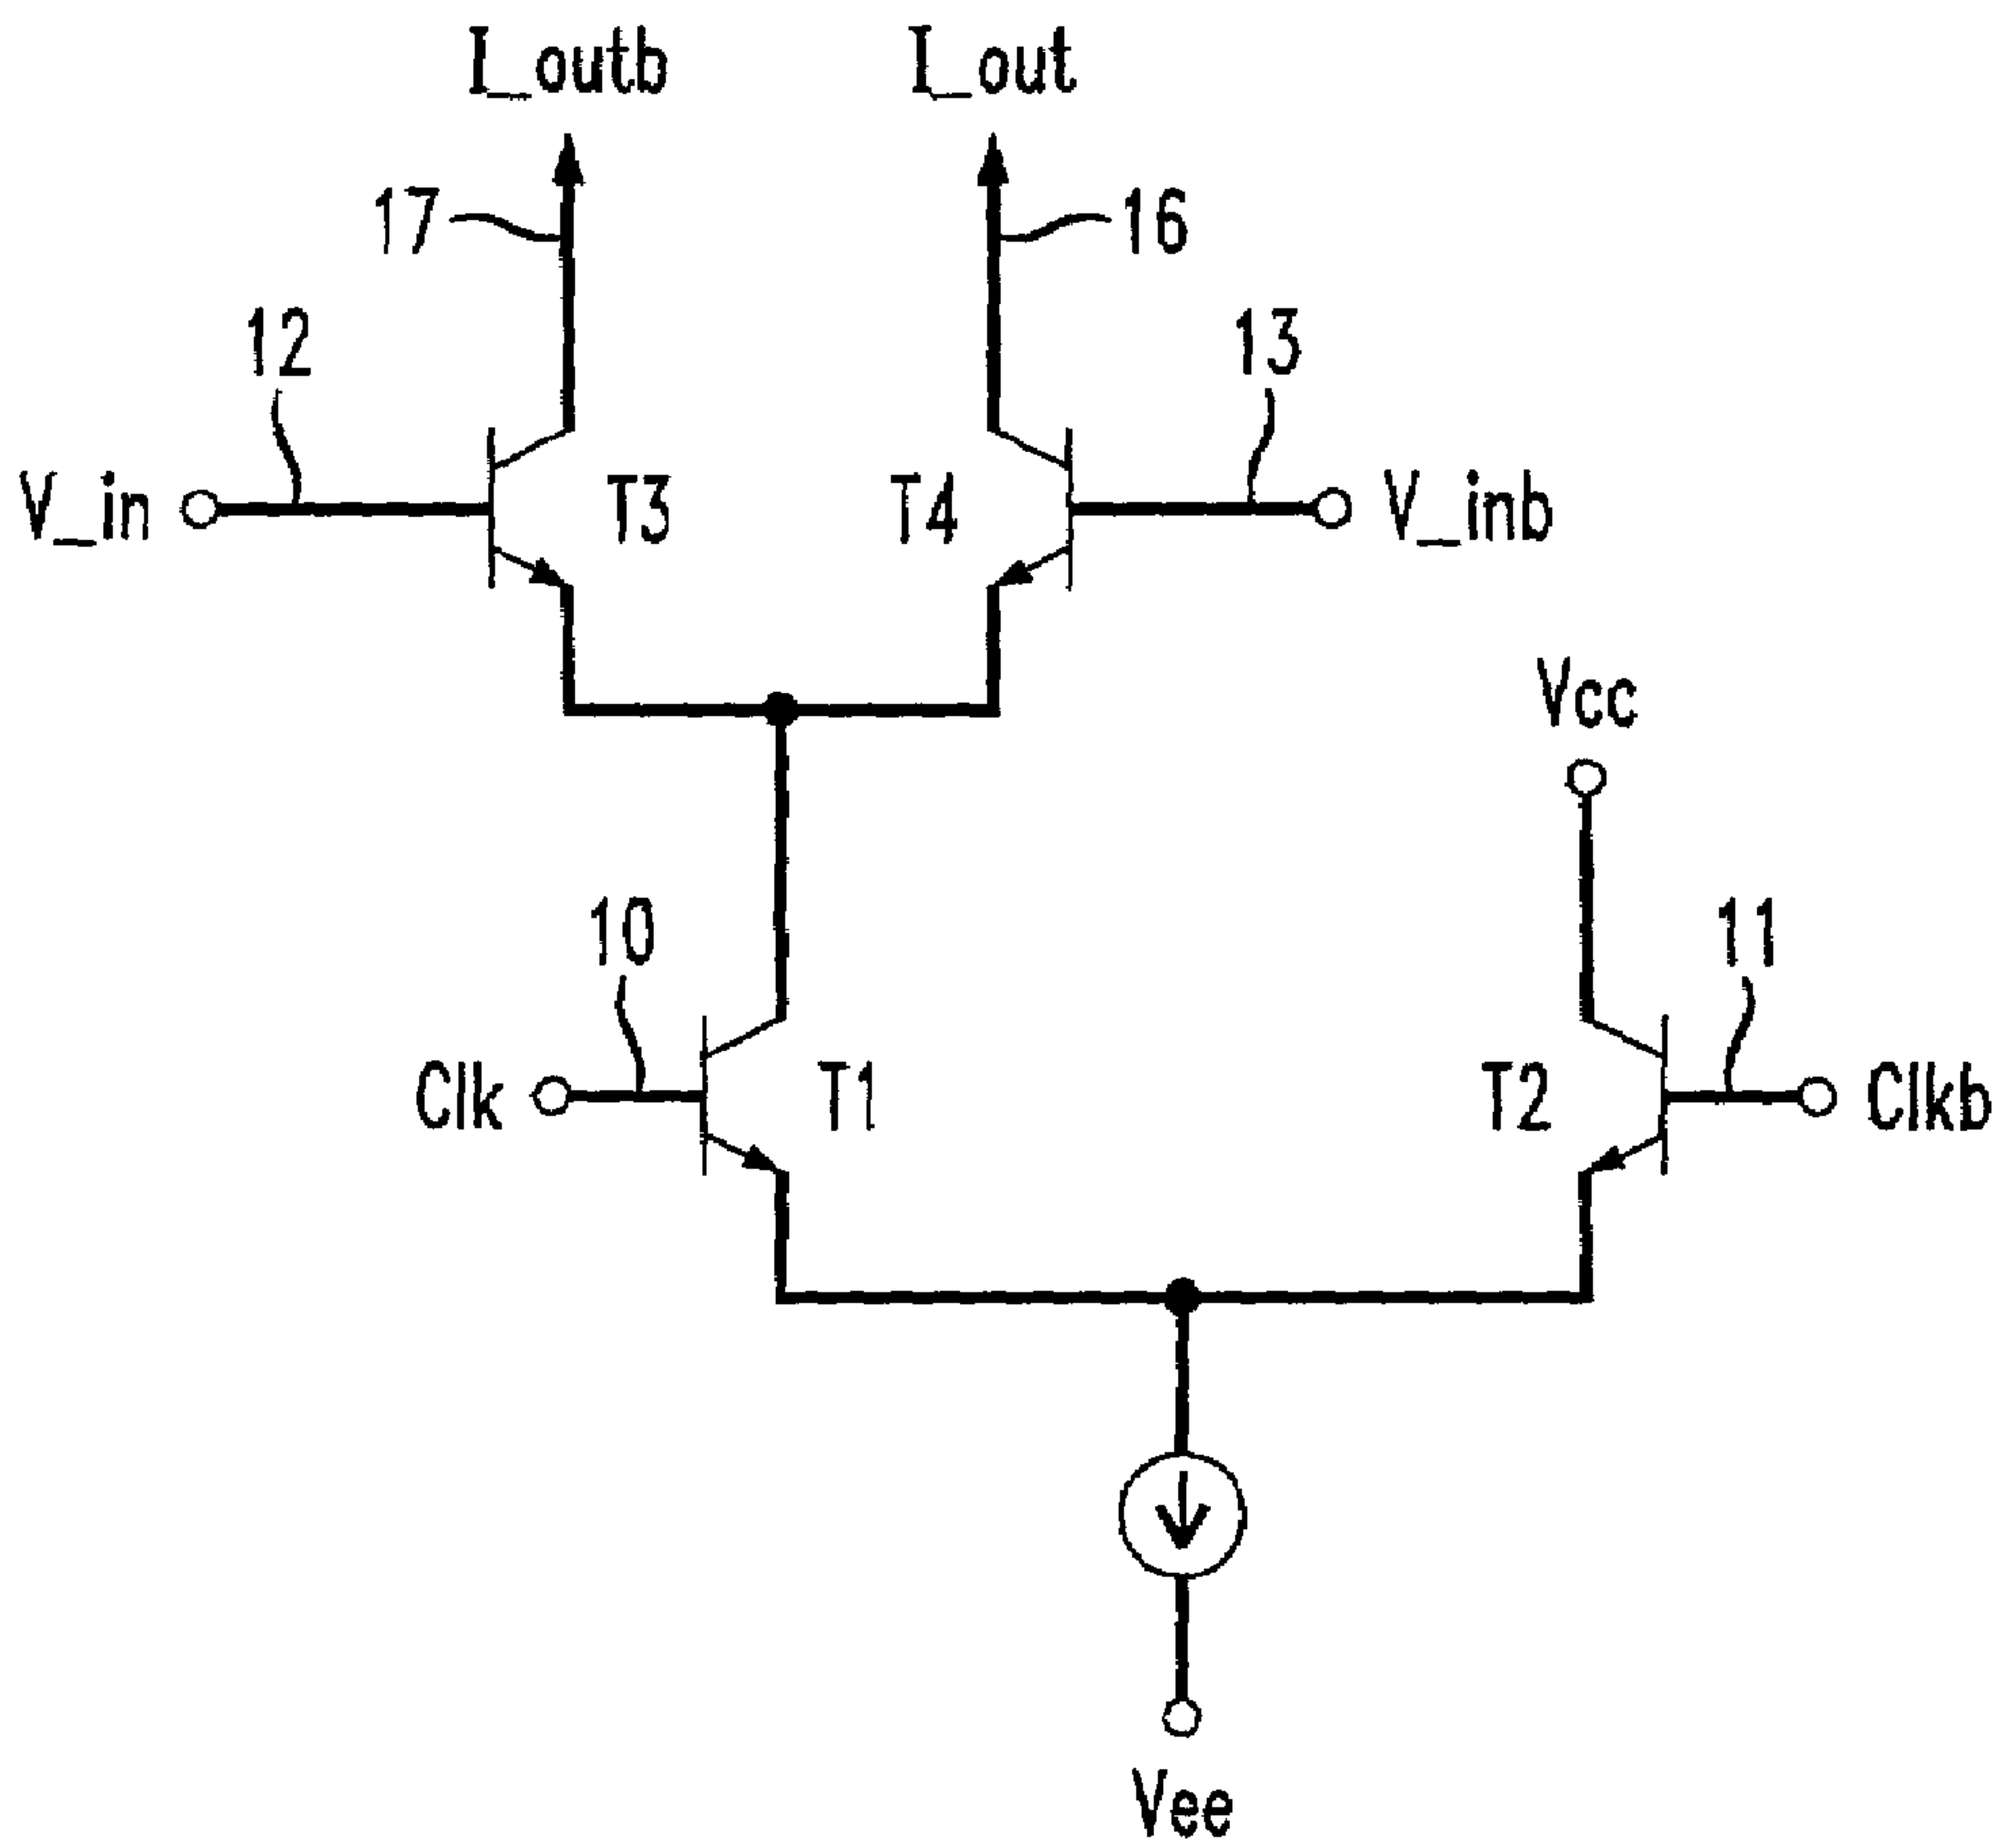 I_outb
I_out
17
16
12
13
V_in
T3
T4
V_inb
Vcc
10
11
Clk
T1
T2
Clkb
Vee